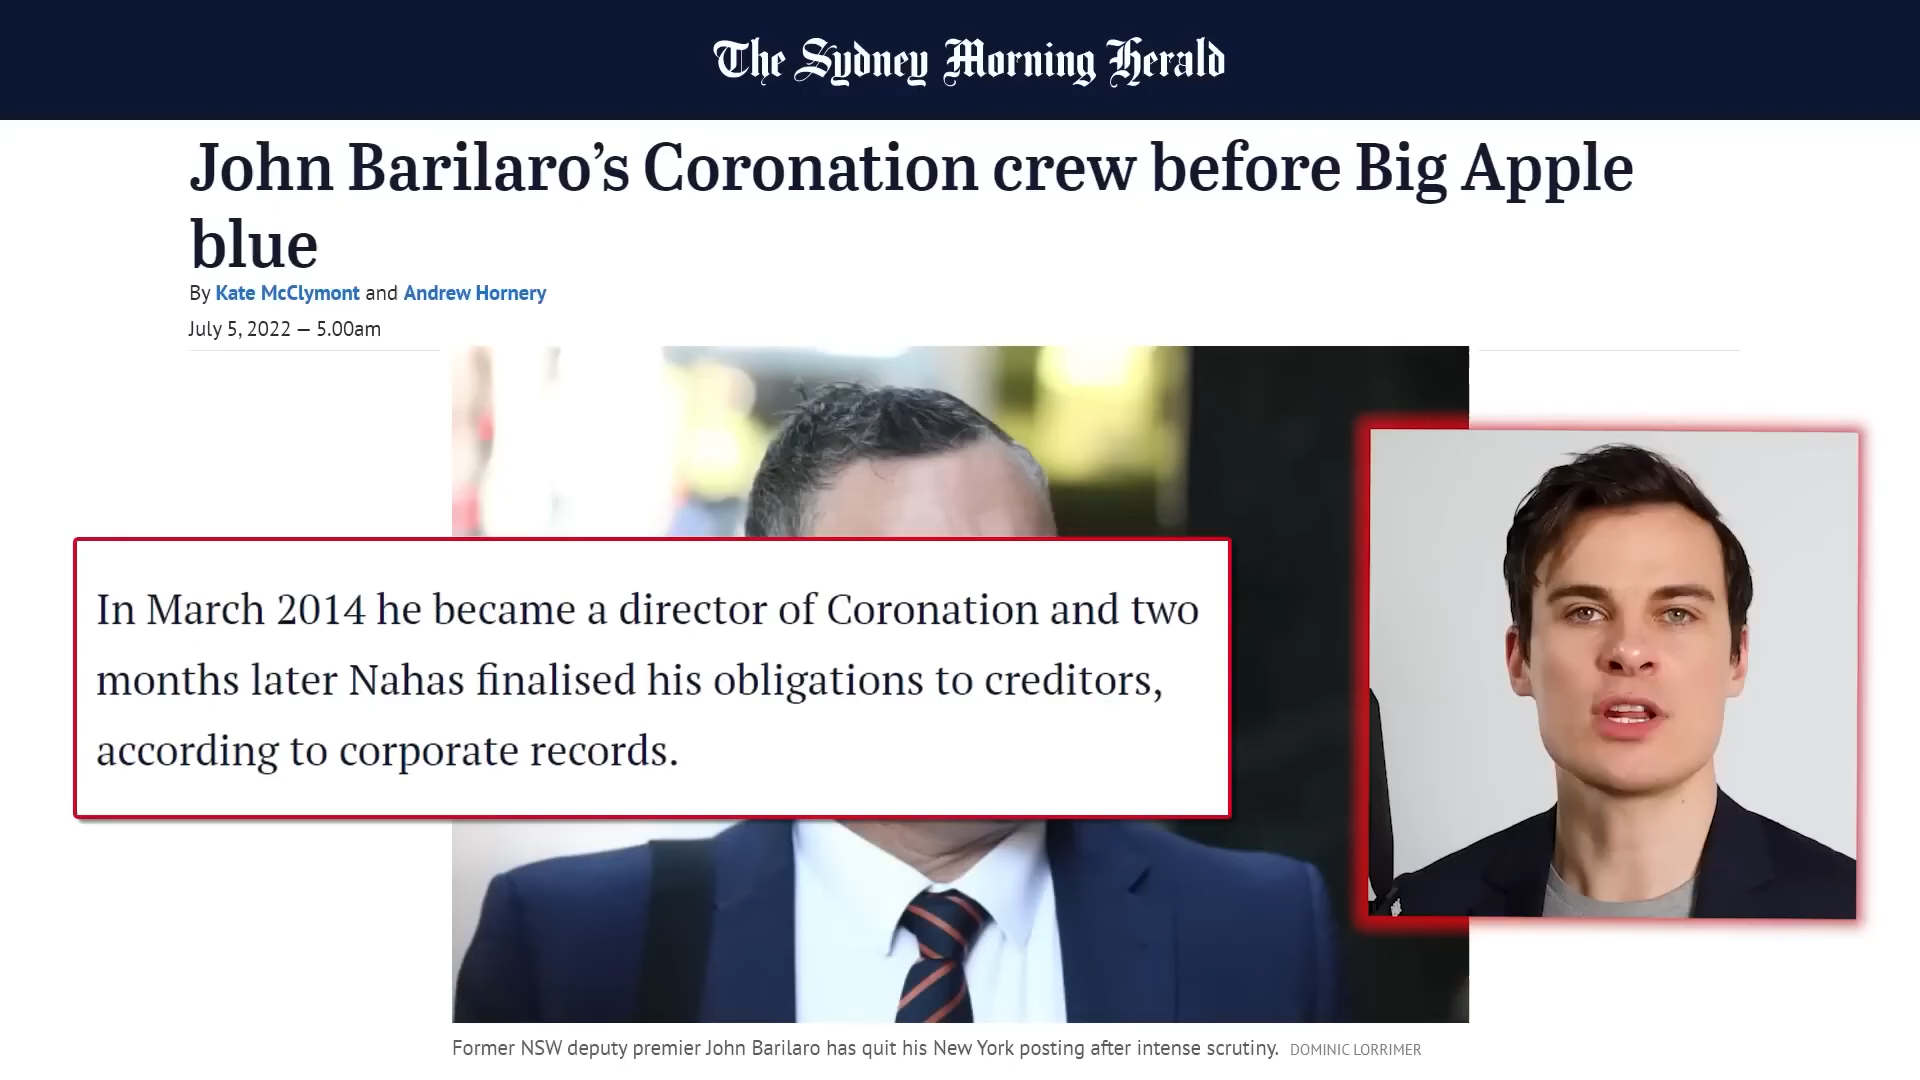 The Sydney Morning Herald
John Barilaro’s Coronation crew before Big Apple
blue
By Kate McClymont and Andrew Hornery
July 5, 2022 — 5.00am
In March 2014 he became a director of Coronation and two
months later Nahas finalised his obligations to creditors,
according to corporate records.
Former NSW deputy premier John Barilaro has quit his New York posting after intense scrutiny. DOMINIC LORRIMER